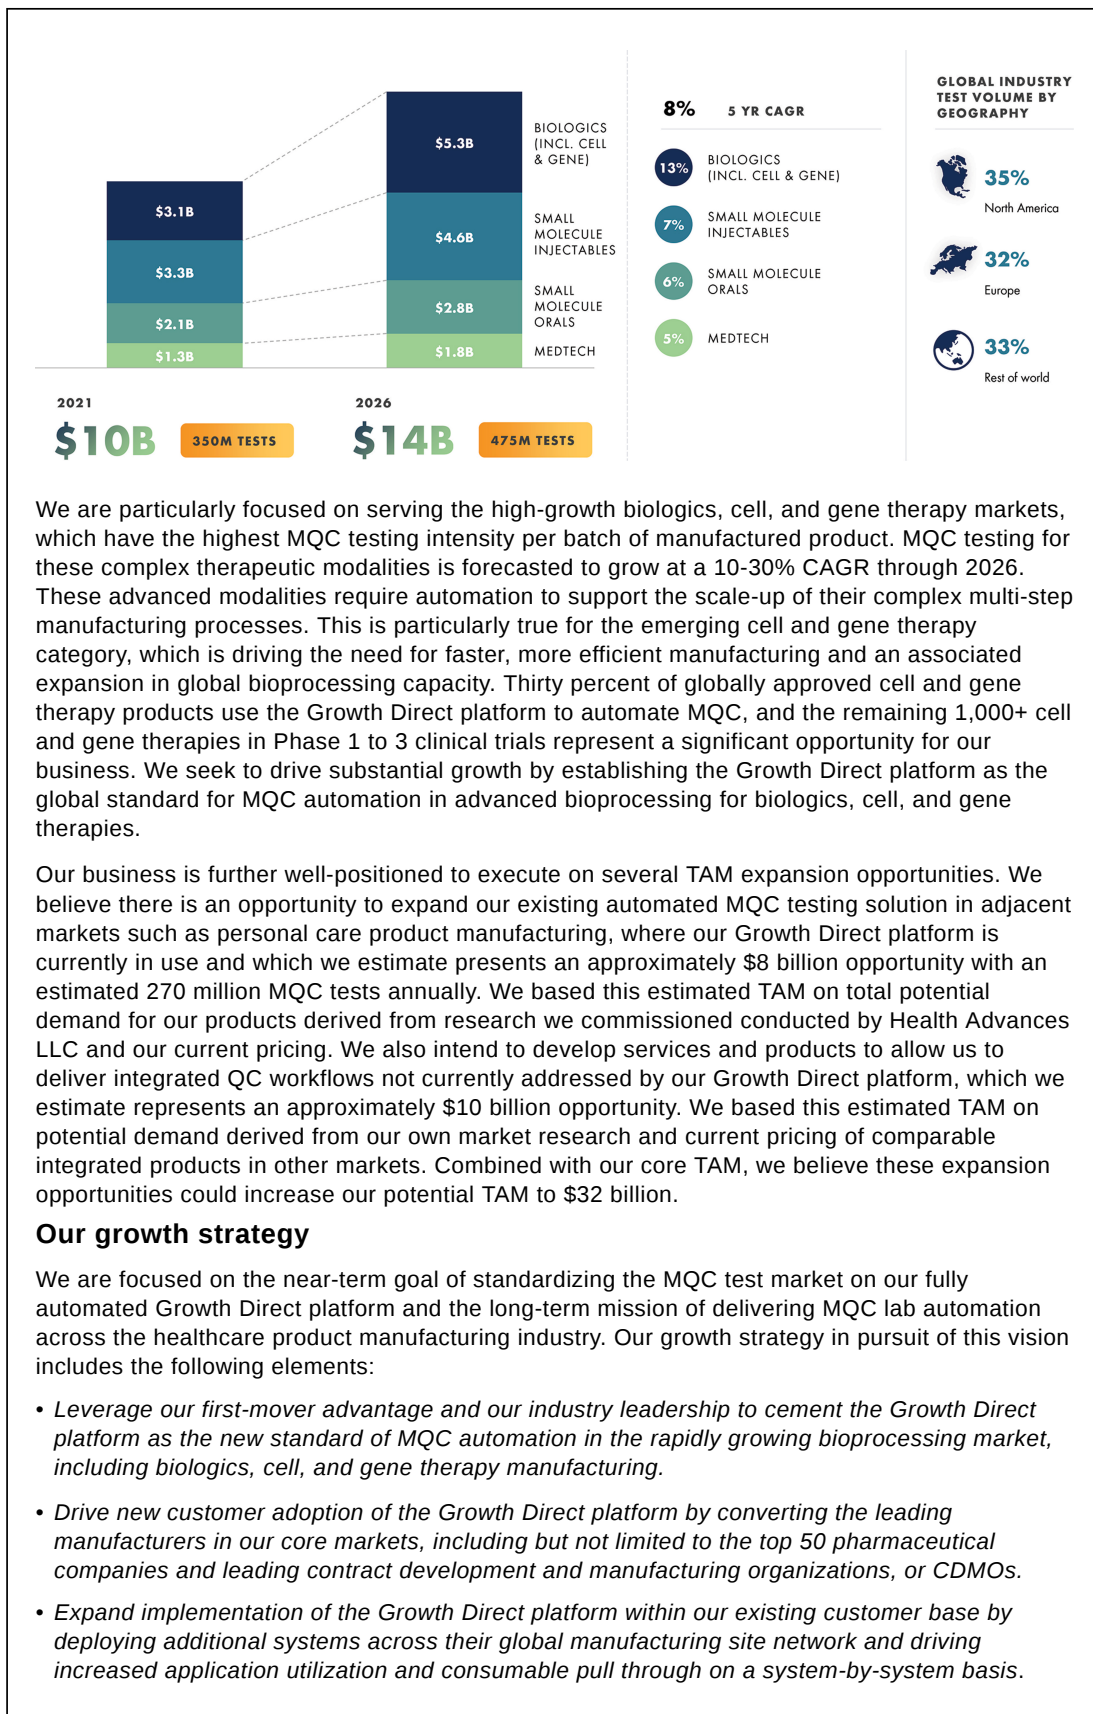 $3.1B
$3.3B
$2.1B
$1.3B
$5.3B
$4.6B
$2.8B
$1.8B
BIOLOGICS
(INCL. CELL
& GENE)
SMALL
MOLECULE
INJECTABLES
SMALL
MOLECULE
ORALS
MEDTECH
2021
$10B
350M TESTS
2026
$14B
475M TESTS
8% 5 YR CAGR
13% BIOLOGICS
(INCL. CELL & GENE)
7% SMALL MOLECULE
INJECTABLES
6% SMALL MOLECULE
ORALS
5% MEDTECH
GLOBAL INDUSTRY
TEST VOLUME BY
GEOGRAPHY
35%
North America
32%
Europe
33%
Rest of world
We are particularly focused on serving the high-growth biologics, cell, and gene therapy markets,
which have the highest MQC testing intensity per batch of manufactured product. MQC testing for
these complex therapeutic modalities is forecasted to grow at a 10-30% CAGR through 2026.
These advanced modalities require automation to support the scale-up of their complex multi-step
manufacturing processes. This is particularly true for the emerging cell and gene therapy
category, which is driving the need for faster, more efficient manufacturing and an associated
expansion in global bioprocessing capacity. Thirty percent of globally approved cell and gene
therapy products use the Growth Direct platform to automate MQC, and the remaining 1,000+ cell
and gene therapies in Phase 1 to 3 clinical trials represent a significant opportunity for our
business. We seek to drive substantial growth by establishing the Growth Direct platform as the
global standard for MQC automation in advanced bioprocessing for biologics, cell, and gene
therapies.
Our business is further well-positioned to execute on several TAM expansion opportunities. We
believe there is an opportunity to expand our existing automated MQC testing solution in adjacent
markets such as personal care product manufacturing, where our Growth Direct platform is
currently in use and which we estimate presents an approximately $8 billion opportunity with an
estimated 270 million MQC tests annually. We based this estimated TAM on total potential
demand for our products derived from research we commissioned conducted by Health Advances
LLC and our current pricing. We also intend to develop services and products to allow us to
deliver integrated QC workflows not currently addressed by our Growth Direct platform, which we
estimate represents an approximately $10 billion opportunity. We based this estimated TAM on
potential demand derived from our own market research and current pricing of comparable
integrated products in other markets. Combined with our core TAM, we believe these expansion
opportunities could increase our potential TAM to $32 billion.
Our growth strategy
We are focused on the near-term goal of standardizing the MQC test market on our fully
automated Growth Direct platform and the long-term mission of delivering MQC lab automation
across the healthcare product manufacturing industry. Our growth strategy in pursuit of this vision
includes the following elements:
• Leverage our first-mover advantage and our industry leadership to cement the Growth Direct
platform as the new standard of MQC automation in the rapidly growing bioprocessing market,
including biologics, cell, and gene therapy manufacturing.
• Drive new customer adoption of the Growth Direct platform by converting the leading
manufacturers in our core markets, including but not limited to the top 50 pharmaceutical
companies and leading contract development and manufacturing organizations, or CDMOs.
• Expand implementation of the Growth Direct platform within our existing customer base by
deploying additional systems across their global manufacturing site network and driving
increased application utilization and consumable pull through on a system-by-system basis.